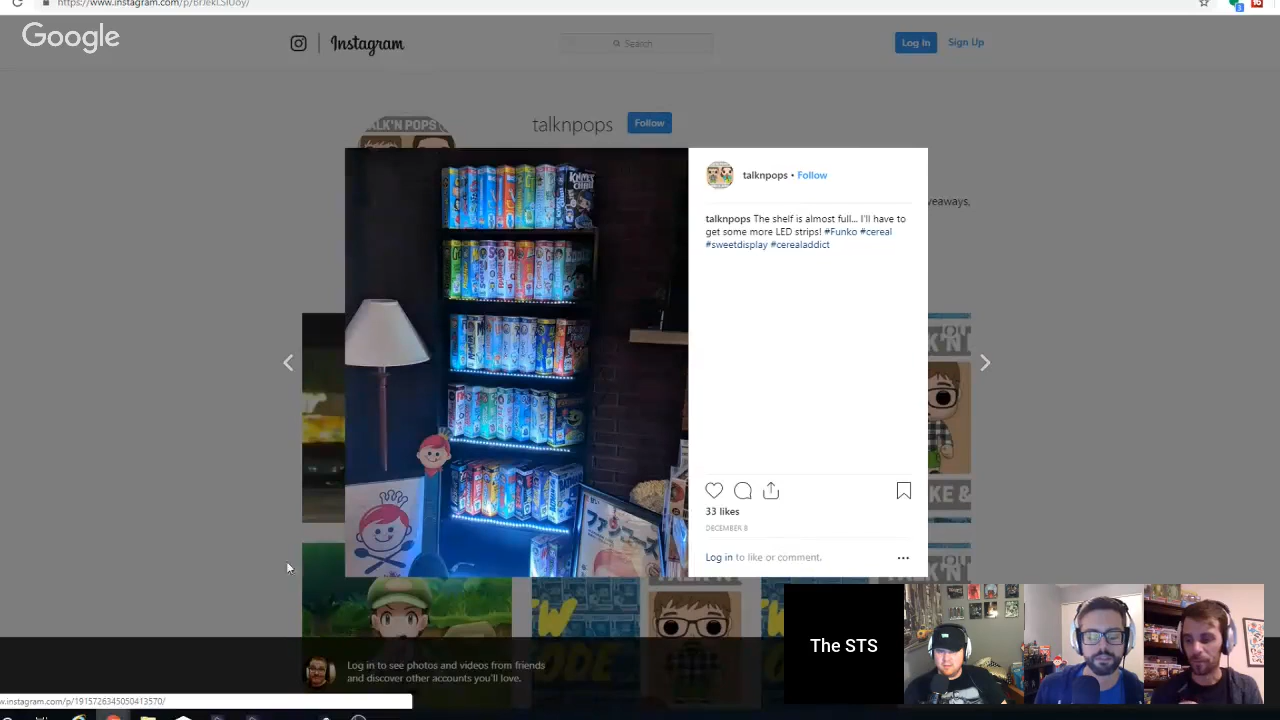 https://www.instagram.com/p/BrJekLSlUoy/
Google
Instagram
Search
Log In
Sign Up
TALK'N POPS
talknpops
Follow
talknpops • Follow
talknpops The shelf is almost full... I'll have to
get some more LED strips! #Funko #cereal
#sweetdisplay #cerealaddict
veaways,
33 likes
DECEMBER 8
Log in to like or comment.
The STS
Log in to see photos and videos from friends
and discover other accounts you'll love.
w.instagram.com/p/1915726345050413570/